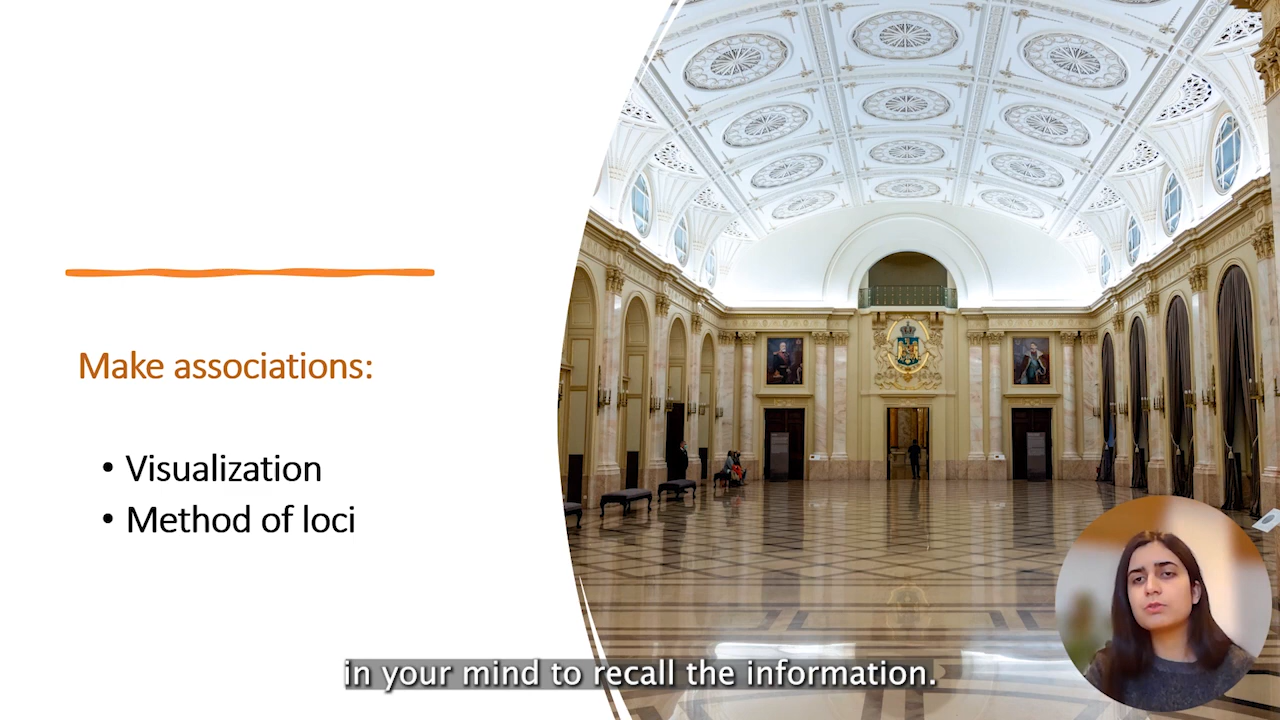 Make associations:
• Visualization
• Method of loci
in your mind to recall the information.